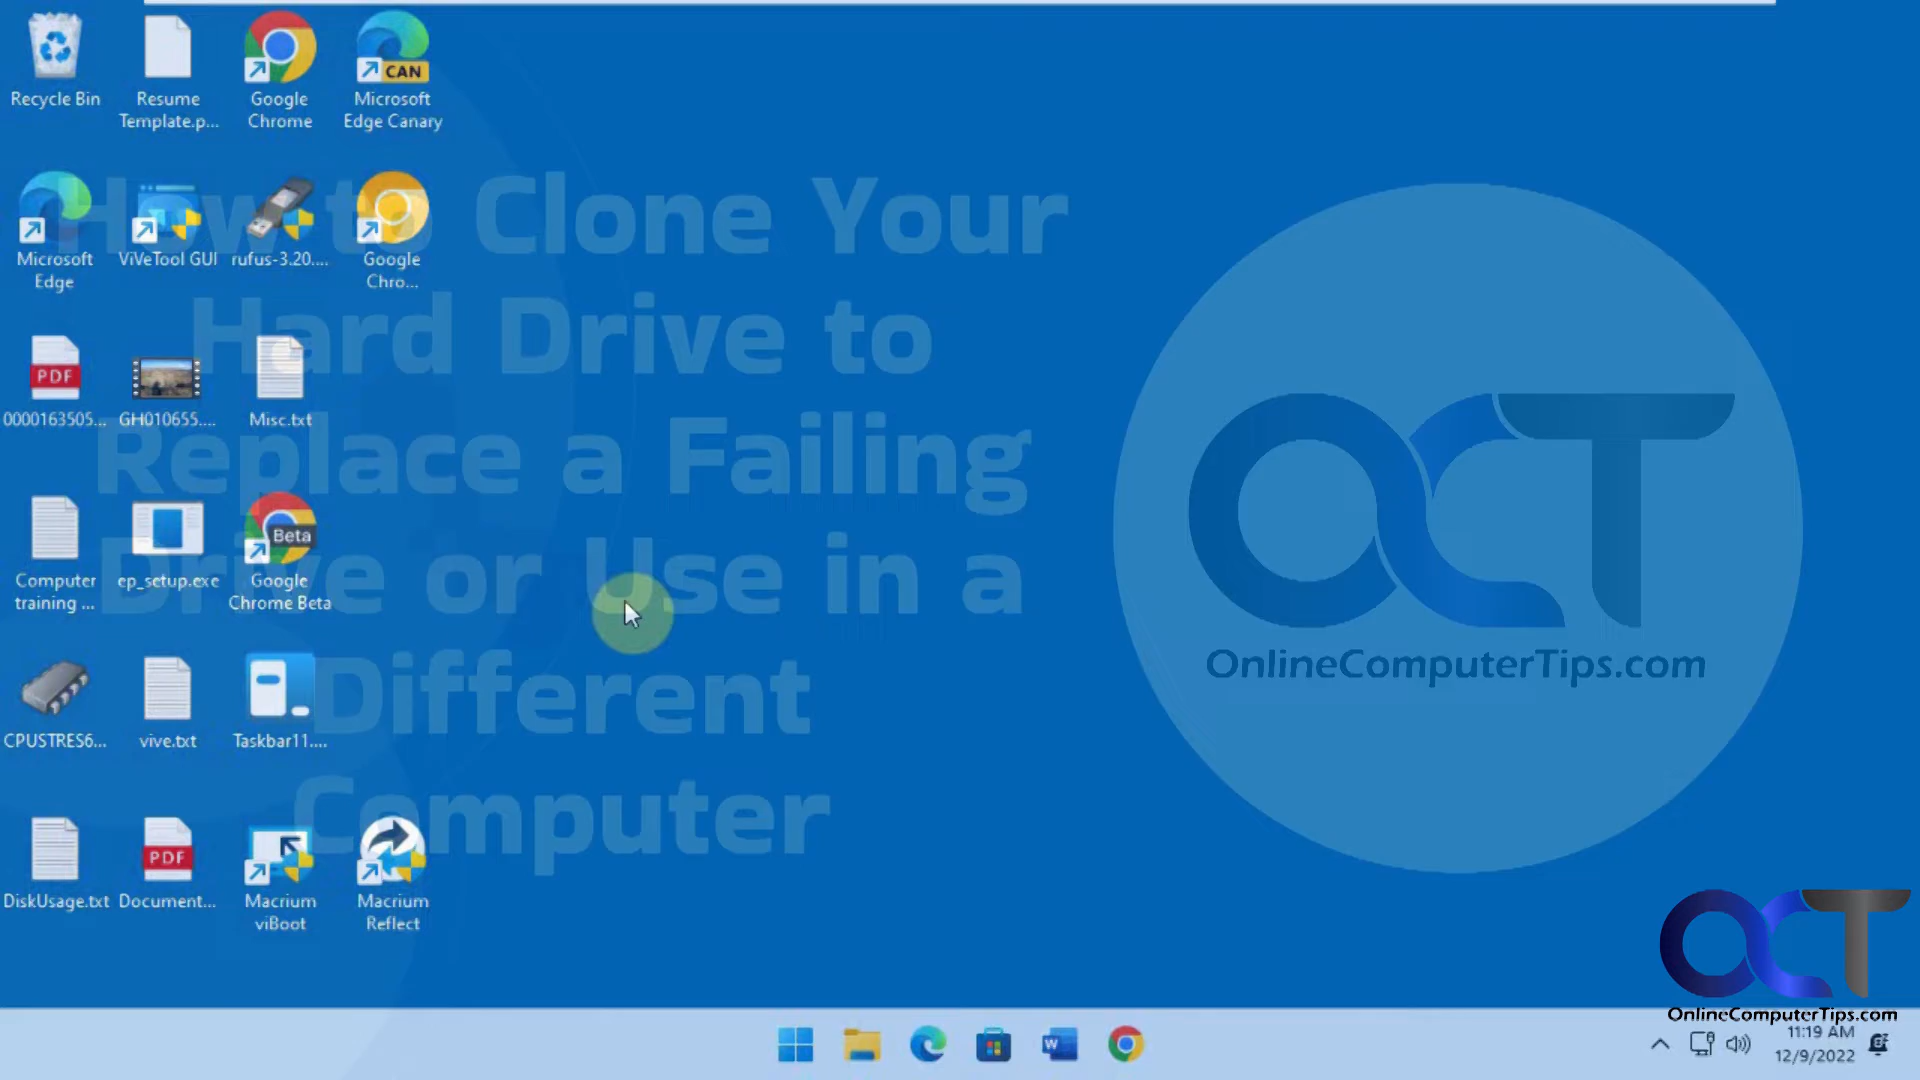 Recycle Bin
Resume
Template.p...
Google
Chrome
CAN
Microsoft
Edge Canary
How to Clone Your
Hard Drive to
Replace a Failing
Drive or Use in a
Different
Computer
Microsoft
Edge
ViVeTool GUI
rufus-3.20....
Google
Chro...
PDF
0000163505...
GH010655....
Misc.txt
Computer
training ...
ep_setup.exe
Beta
Google
Chrome Beta
CPUSTRES6...
vive.txt
Taskbar11....
DiskUsage.txt
PDF
Document...
Macrium
viBoot
Macrium
Reflect
OCT
OnlineComputerTips.com
OCT
OnlineComputerTips.com
W
11:19 AM
12/9/2022